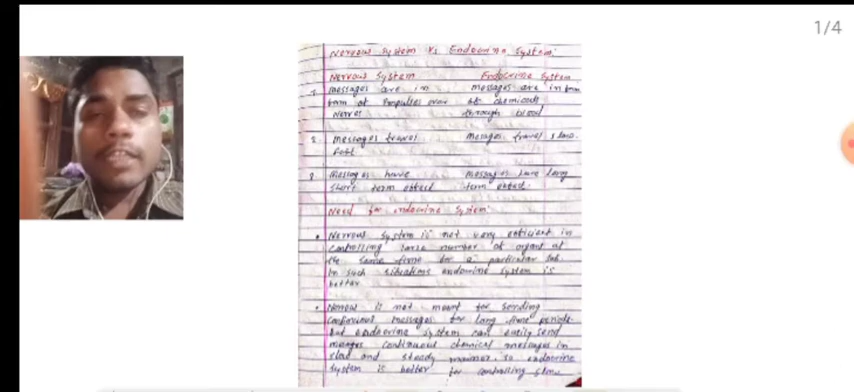 1/4
Nervous System Vs Endocrine System:
Nervous System Endocrine System
1. Messages are in Messages are in form
form of Impulses over of chemicals
Nerves through blood
2. Messages travel Messages travel slow.
fast.
3. Messages have Messages have long
short term effect term effect.
Need for endocrine System:
• Nervous System is not very efficient in
controlling large number of organs at
the same time for a particular Job.
In such situations endocrine system is
better.
• Nervous is not meant for sending
continuous messages for long time periods
But endocrine system can easily send
continuous chemical messages in
slow and steady manner. so endocrine
system is better for controlling slow